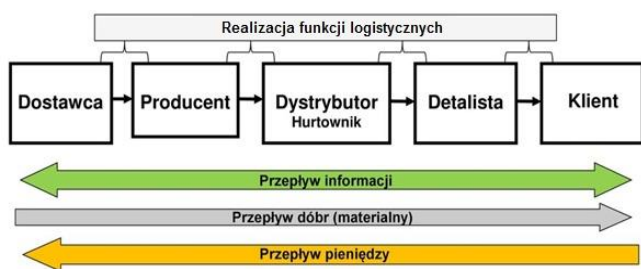 Realizacja funkcji logistycznych
Dostawca
Producent
Dystrybutor
Hurtownik
Detalista
Klient
Przepływ informacji
Przepływ dóbr (materialny)
Przepływ pieniędzy